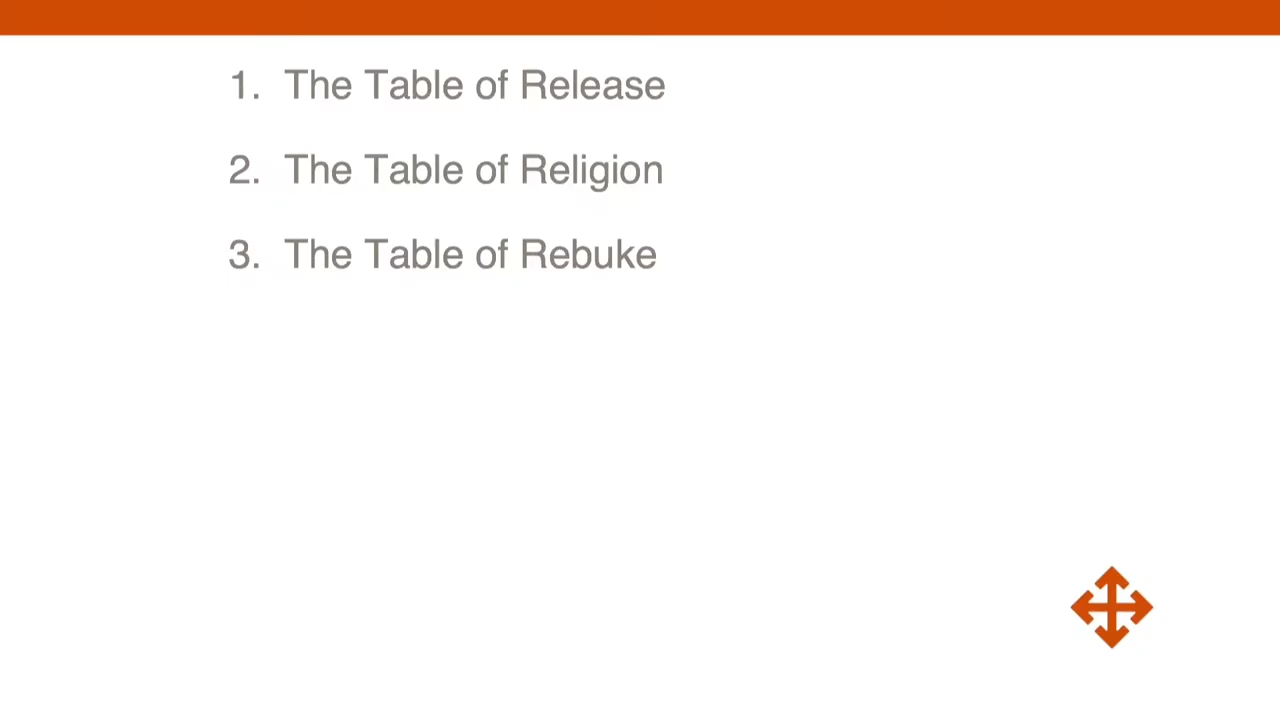 1. The Table of Release
2. The Table of Religion
3. The Table of Rebuke